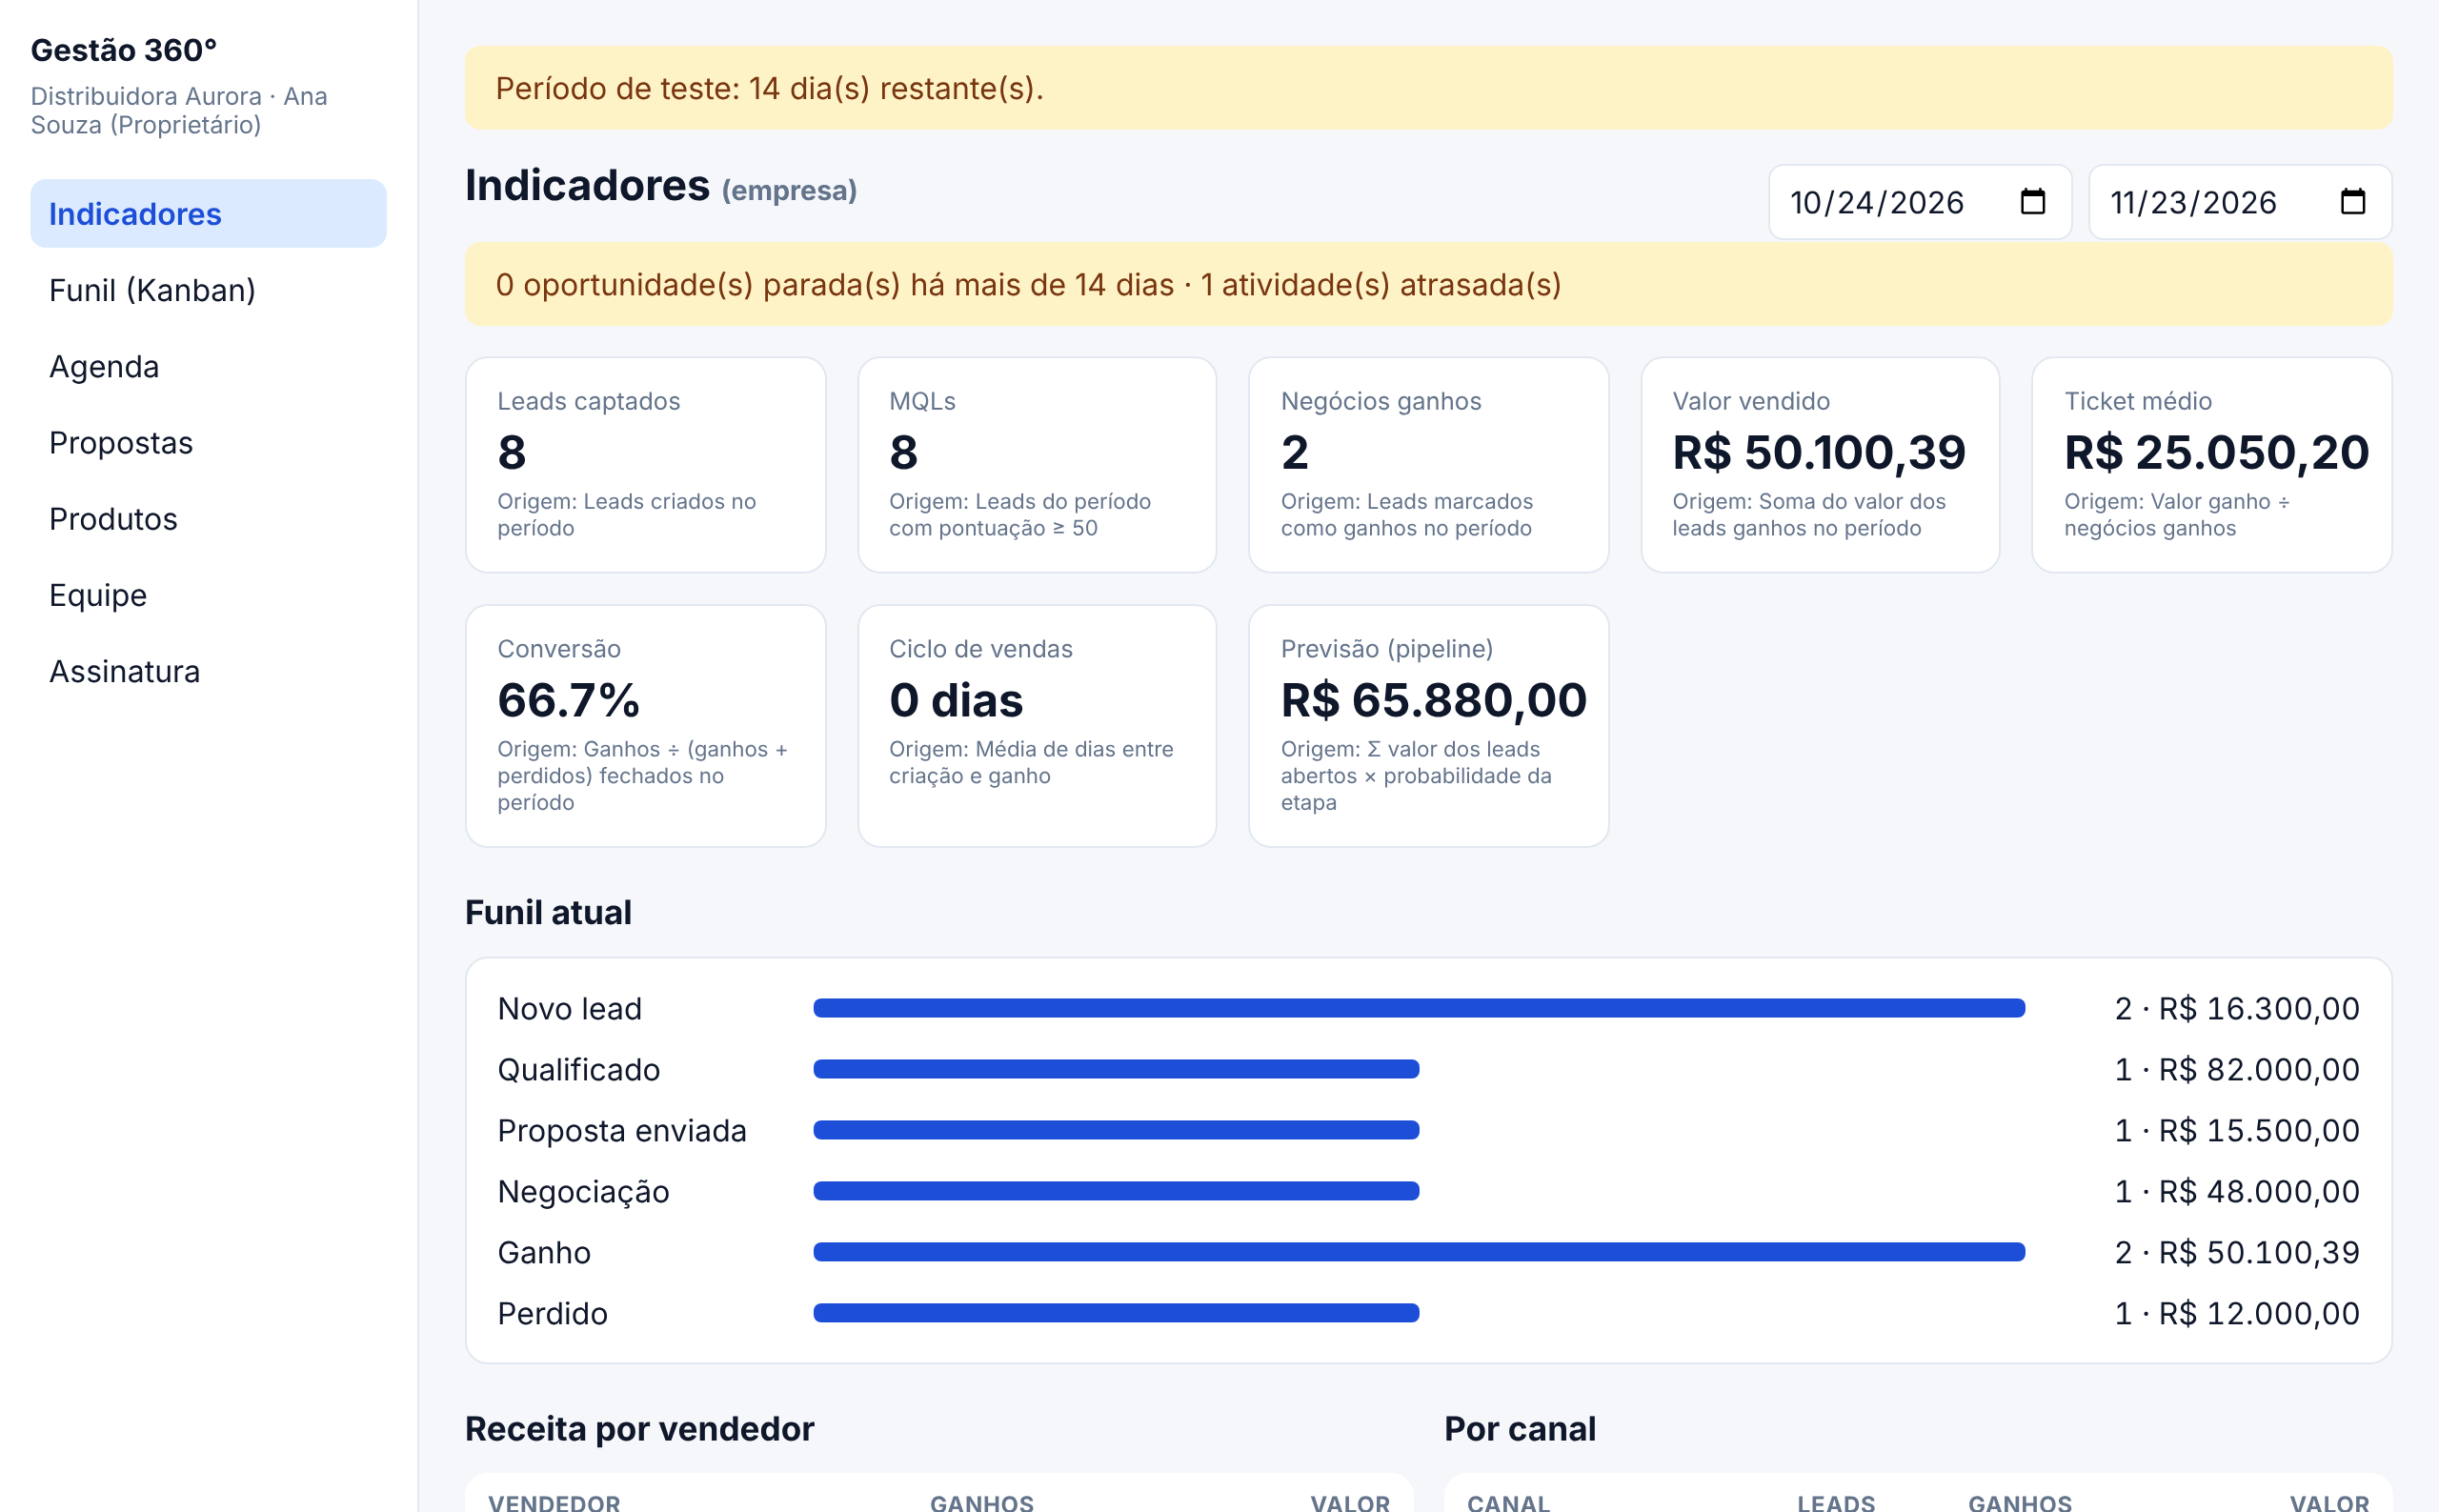 Gestão 360°
Distribuidora Aurora · Ana
Souza (Proprietário)
Indicadores
Funil (Kanban)
Agenda
Propostas
Produtos
Equipe
Assinatura
Período de teste: 14 dia(s) restante(s).
Indicadores (empresa)
10/24/2026
11/23/2026
0 oportunidade(s) parada(s) há mais de 14 dias · 1 atividade(s) atrasada(s)
Leads captados
8
Origem: Leads criados no
período
MQLs
8
Origem: Leads do período
com pontuação ≥ 50
Negócios ganhos
2
Origem: Leads marcados
como ganhos no período
Valor vendido
R$ 50.100,39
Origem: Soma do valor dos
leads ganhos no período
Ticket médio
R$ 25.050,20
Origem: Valor ganho ÷
negócios ganhos
Conversão
66.7%
Origem: Ganhos ÷ (ganhos +
perdidos) fechados no
período
Ciclo de vendas
0 dias
Origem: Média de dias entre
criação e ganho
Previsão (pipeline)
R$ 65.880,00
Origem: Σ valor dos leads
abertos × probabilidade da
etapa
Funil atual
Novo lead 2 · R$ 16.300,00
Qualificado 1 · R$ 82.000,00
Proposta enviada 1 · R$ 15.500,00
Negociação 1 · R$ 48.000,00
Ganho 2 · R$ 50.100,39
Perdido 1 · R$ 12.000,00
Receita por vendedor
VENDEDOR GANHOS VALOR
Por canal
CANAL LEADS GANHOS VALOR